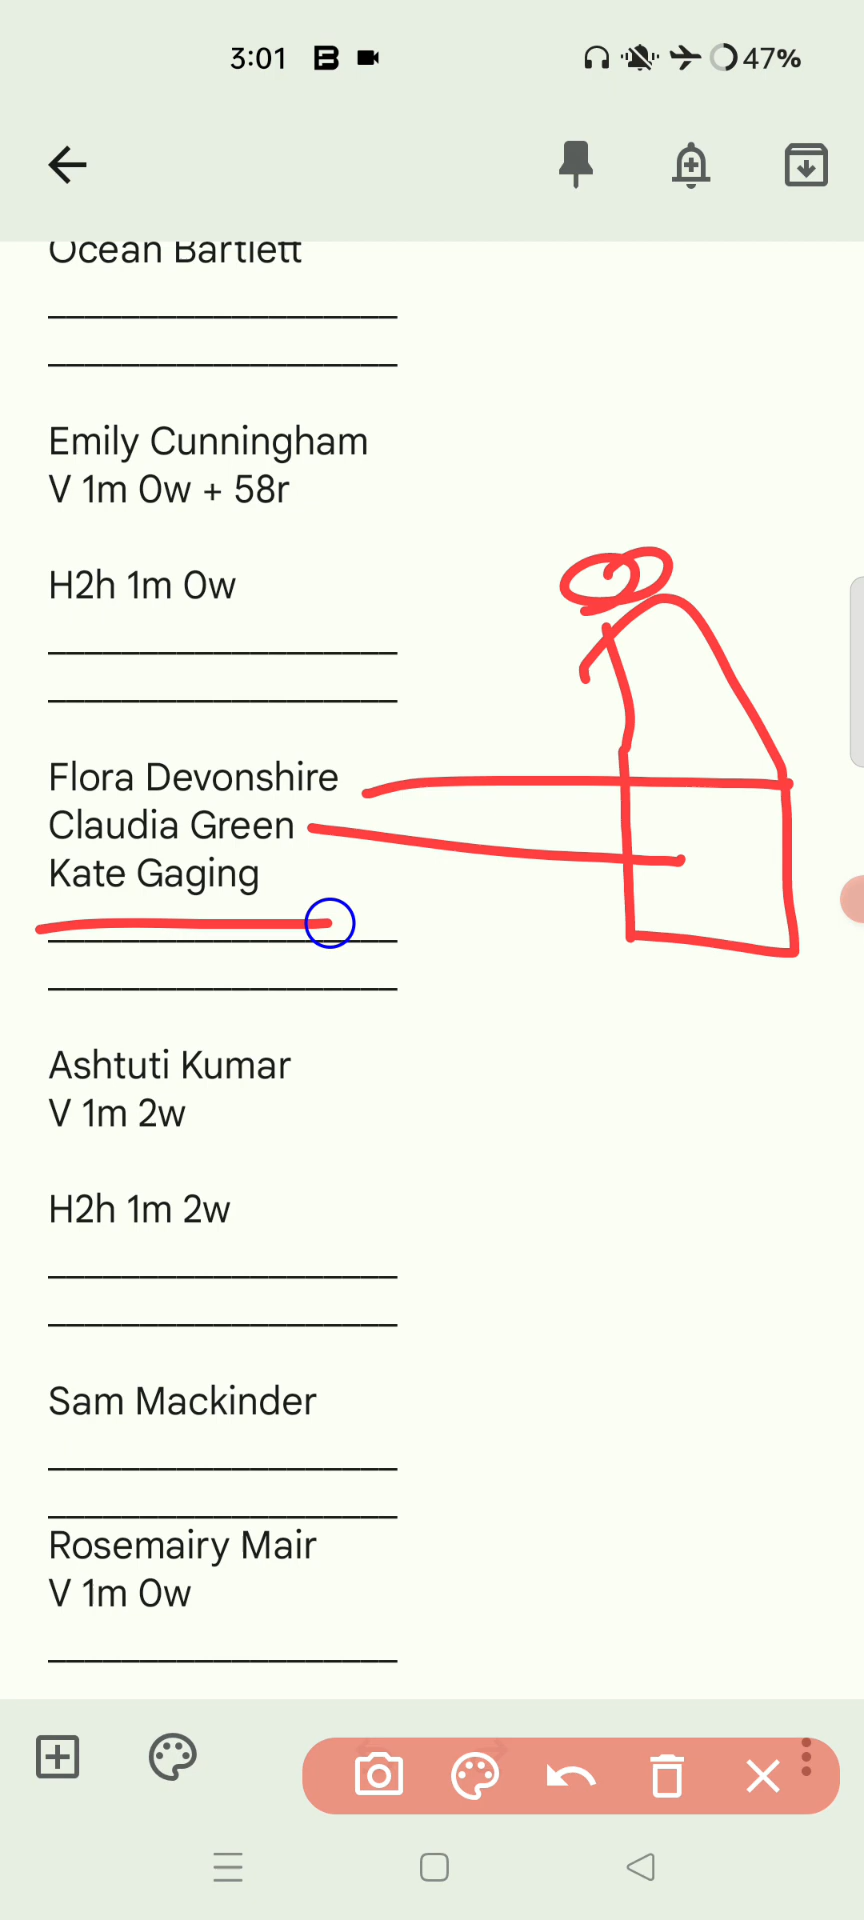 3:01
47%
Ocean Bartlett
Emily Cunningham
V 1m 0w + 58r
H2h 1m 0w
Flora Devonshire
Claudia Green
Kate Gaging
Ashtuti Kumar
V 1m 2w
H2h 1m 2w
Sam Mackinder
Rosemairy Mair
V 1m 0w